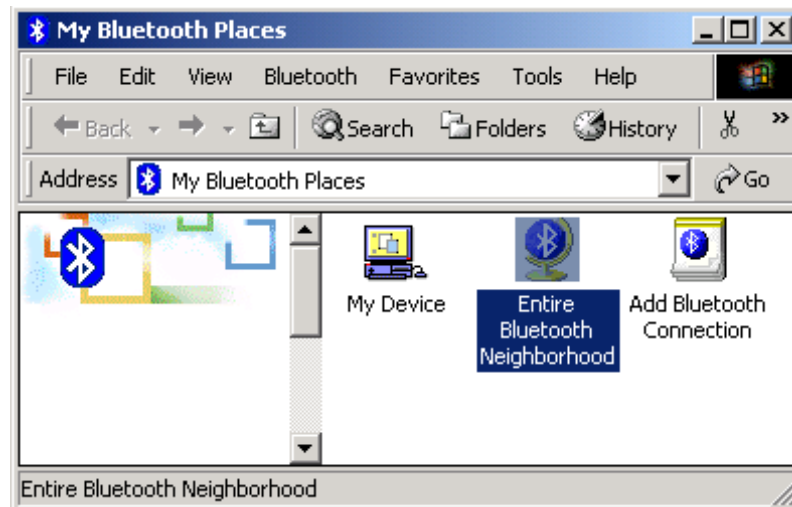 My Bluetooth Places
File Edit View Bluetooth Favorites Tools Help
Back Search Folders History »
Address My Bluetooth Places Go
My Device
Entire
Bluetooth
Neighborhood
Add Bluetooth
Connection
Entire Bluetooth Neighborhood